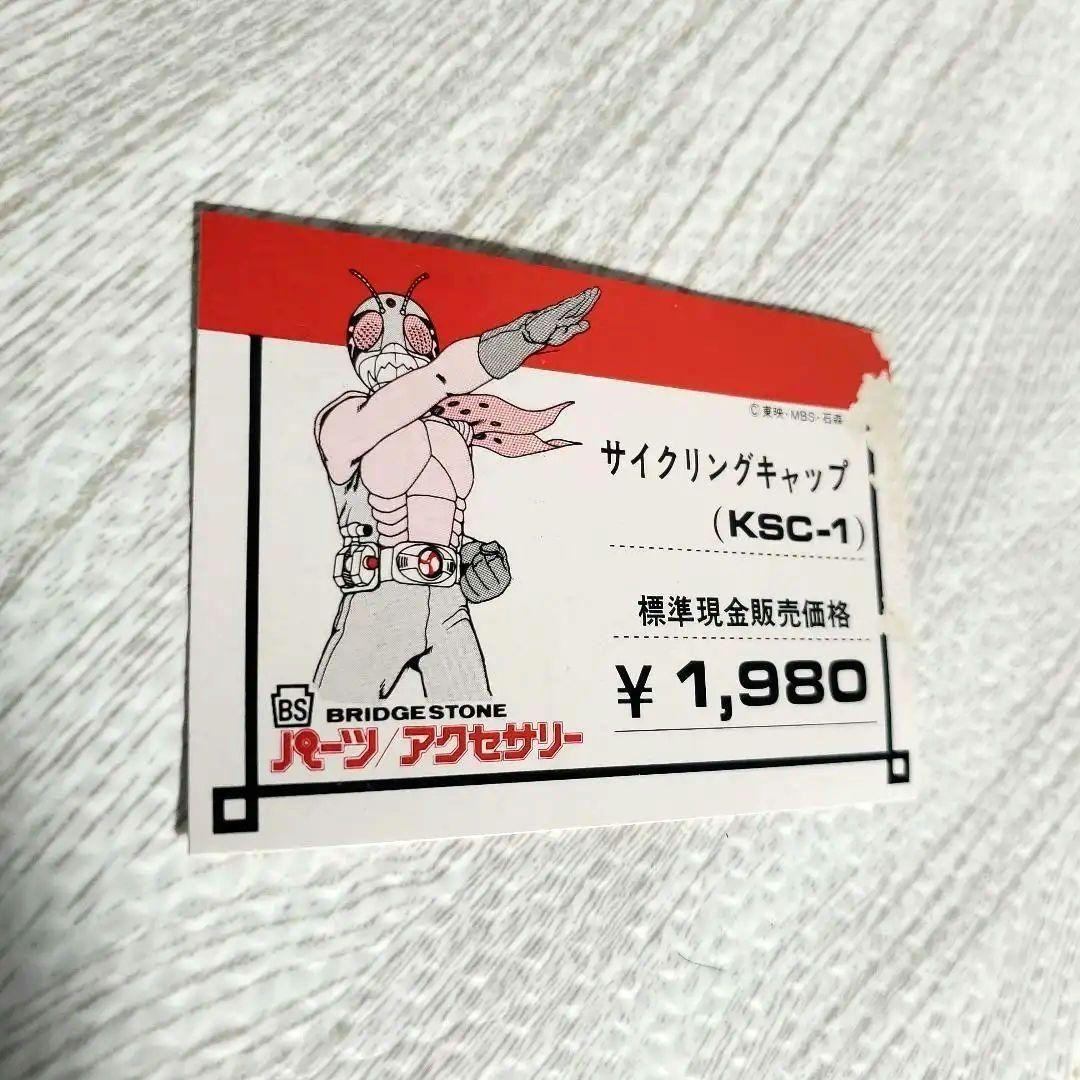 ©東映・MBS・石森
サイクリングキャップ
(KSC-1)
標準現金販売価格
¥ 1,980
BS BRIDGESTONE
パーツ/アクセサリー